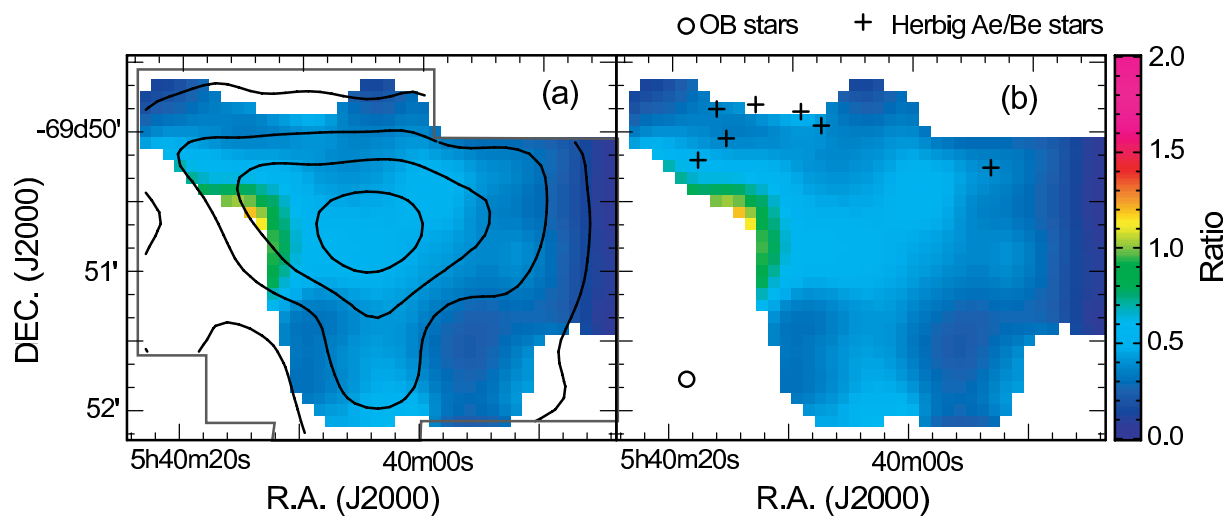 OB stars
Herbig Ae/Be stars
(a)
(b)
-69d50'
51'
52'
DEC. (J2000)
5h40m20s
40m00s
R.A. (J2000)
5h40m20s
40m00s
R.A. (J2000)
2.0
1.5
1.0
0.5
0.0
Ratio